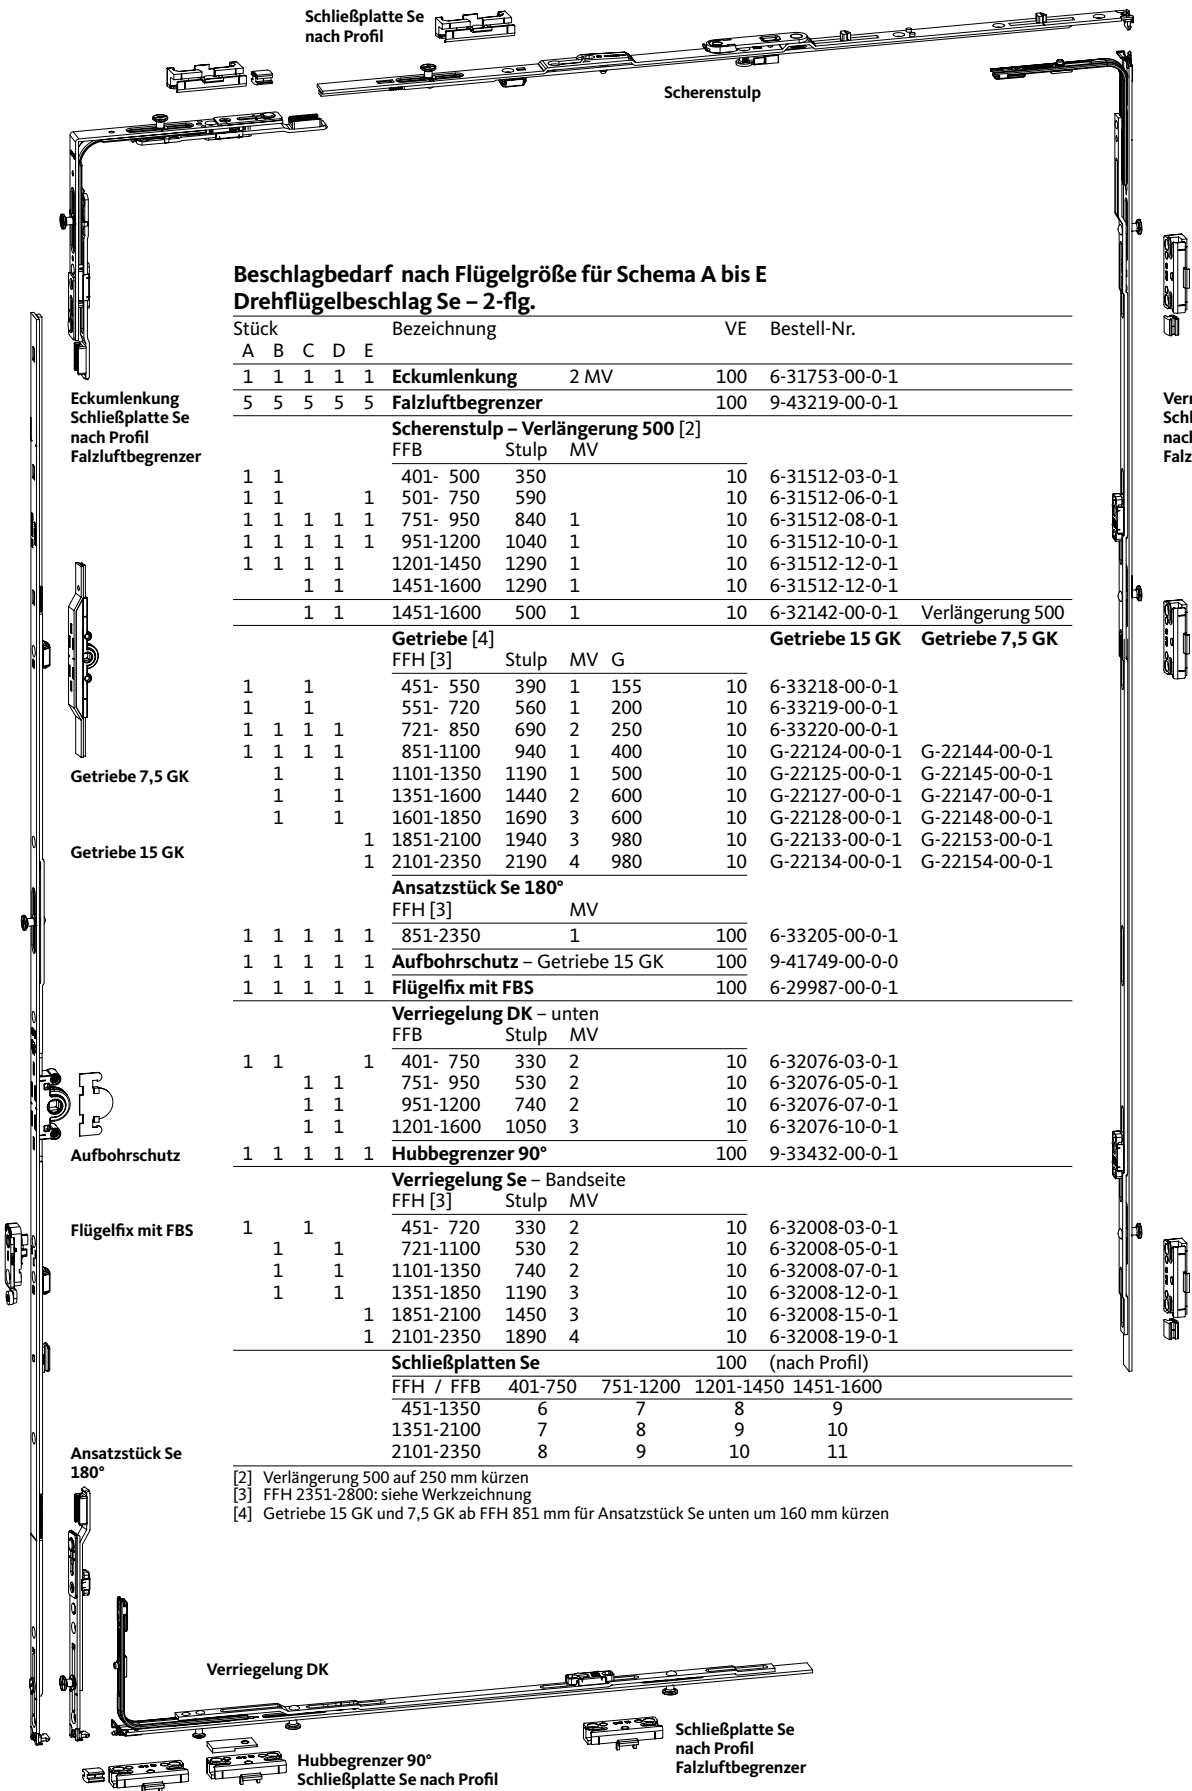 Schließplatte Se
nach Profil
Scherenstulp
Beschlagbedarf nach Flügelgröße für Schema A bis E
Drehflügelbeschlag Se – 2-flg.
Stück Bezeichnung VE Bestell-Nr.
A B C D E
1 1 1 1 1 Eckumlenkung 2 MV 100 6-31753-00-0-1
5 5 5 5 5 Falzluftbegrenzer 100 9-43219-00-0-1
Scherenstulp – Verlängerung 500 [2]
FFB Stulp MV
1 1 401- 500 350 10 6-31512-03-0-1
1 1 1 501- 750 590 10 6-31512-06-0-1
1 1 1 1 1 751- 950 840 1 10 6-31512-08-0-1
1 1 1 1 1 951-1200 1040 1 10 6-31512-10-0-1
1 1 1 1 1201-1450 1290 1 10 6-31512-12-0-1
1 1 1451-1600 1290 1 10 6-31512-12-0-1
1 1 1451-1600 500 1 10 6-32142-00-0-1 Verlängerung 500
Getriebe [4] Getriebe 15 GK Getriebe 7,5 GK
FFH [3] Stulp MV G
1 1 451- 550 390 1 155 10 6-33218-00-0-1
1 1 551- 720 560 1 200 10 6-33219-00-0-1
1 1 1 1 721- 850 690 2 250 10 6-33220-00-0-1
1 1 1 1 851-1100 940 1 400 10 G-22124-00-0-1 G-22144-00-0-1
1 1 1101-1350 1190 1 500 10 G-22125-00-0-1 G-22145-00-0-1
1 1 1351-1600 1440 2 600 10 G-22127-00-0-1 G-22147-00-0-1
1 1 1601-1850 1690 3 600 10 G-22128-00-0-1 G-22148-00-0-1
1 1851-2100 1940 3 980 10 G-22133-00-0-1 G-22153-00-0-1
1 2101-2350 2190 4 980 10 G-22134-00-0-1 G-22154-00-0-1
Ansatzstück Se 180°
FFH [3] MV
1 1 1 1 1 851-2350 1 100 6-33205-00-0-1
1 1 1 1 1 Aufbohrschutz – Getriebe 15 GK 100 9-41749-00-0-0
1 1 1 1 1 Flügelfix mit FBS 100 6-29987-00-0-1
Verriegelung DK – unten
FFB Stulp MV
1 1 1 401- 750 330 2 10 6-32076-03-0-1
1 1 751- 950 530 2 10 6-32076-05-0-1
1 1 951-1200 740 2 10 6-32076-07-0-1
1 1 1201-1600 1050 3 10 6-32076-10-0-1
1 1 1 1 1 Hubbegrenzer 90° 100 9-33432-00-0-1
Verriegelung Se – Bandseite
FFH [3] Stulp MV
1 1 451- 720 330 2 10 6-32008-03-0-1
1 1 721-1100 530 2 10 6-32008-05-0-1
1 1 1101-1350 740 2 10 6-32008-07-0-1
1 1 1351-1850 1190 3 10 6-32008-12-0-1
1 1851-2100 1450 3 10 6-32008-15-0-1
1 2101-2350 1890 4 10 6-32008-19-0-1
Schließplatten Se 100 (nach Profil)
FFH / FFB 401-750 751-1200 1201-1450 1451-1600
451-1350 6 7 8 9
1351-2100 7 8 9 10
2101-2350 8 9 10 11
[2] Verlängerung 500 auf 250 mm kürzen
[3] FFH 2351-2800: siehe Werkzeichnung
[4] Getriebe 15 GK und 7,5 GK ab FFH 851 mm für Ansatzstück Se unten um 160 mm kürzen
Eckumlenkung
Schließplatte Se
nach Profil
Falzluftbegrenzer
Getriebe 7,5 GK
Getriebe 15 GK
Aufbohrschutz
Flügelfix mit FBS
Ansatzstück Se
180°
Verriegelung DK
Hubbegrenzer 90°
Schließplatte Se nach Profil
Schließplatte Se
nach Profil
Falzluftbegrenzer